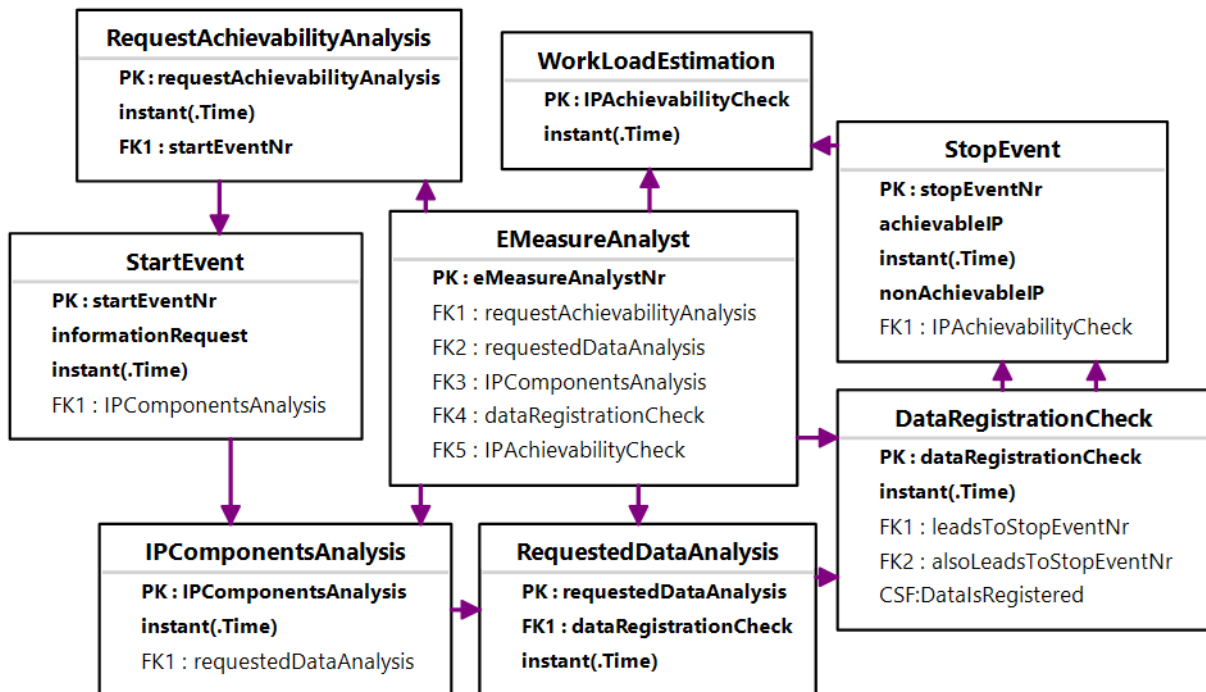 RequestAchievabilityAnalysis
PK : requestAchievabilityAnalysis
instant(.Time)
FK1 : startEventNr
WorkLoadEstimation
PK : IPAchievabilityCheck
instant(.Time)
StopEvent
PK : stopEventNr
achievableIP
instant(.Time)
nonAchievableIP
FK1 : IPAchievabilityCheck
StartEvent
PK : startEventNr
informationRequest
instant(.Time)
FK1 : IPComponentsAnalysis
EMeasureAnalyst
PK : eMeasureAnalystNr
FK1 : requestAchievabilityAnalysis
FK2 : requestedDataAnalysis
FK3 : IPComponentsAnalysis
FK4 : dataRegistrationCheck
FK5 : IPAchievabilityCheck
DataRegistrationCheck
PK : dataRegistrationCheck
instant(.Time)
FK1 : leadsToStopEventNr
FK2 : alsoLeadsToStopEventNr
CSF:DataIsRegistered
IPComponentsAnalysis
PK : IPComponentsAnalysis
instant(.Time)
FK1 : requestedDataAnalysis
RequestedDataAnalysis
PK : requestedDataAnalysis
FK1 : dataRegistrationCheck
instant(.Time)